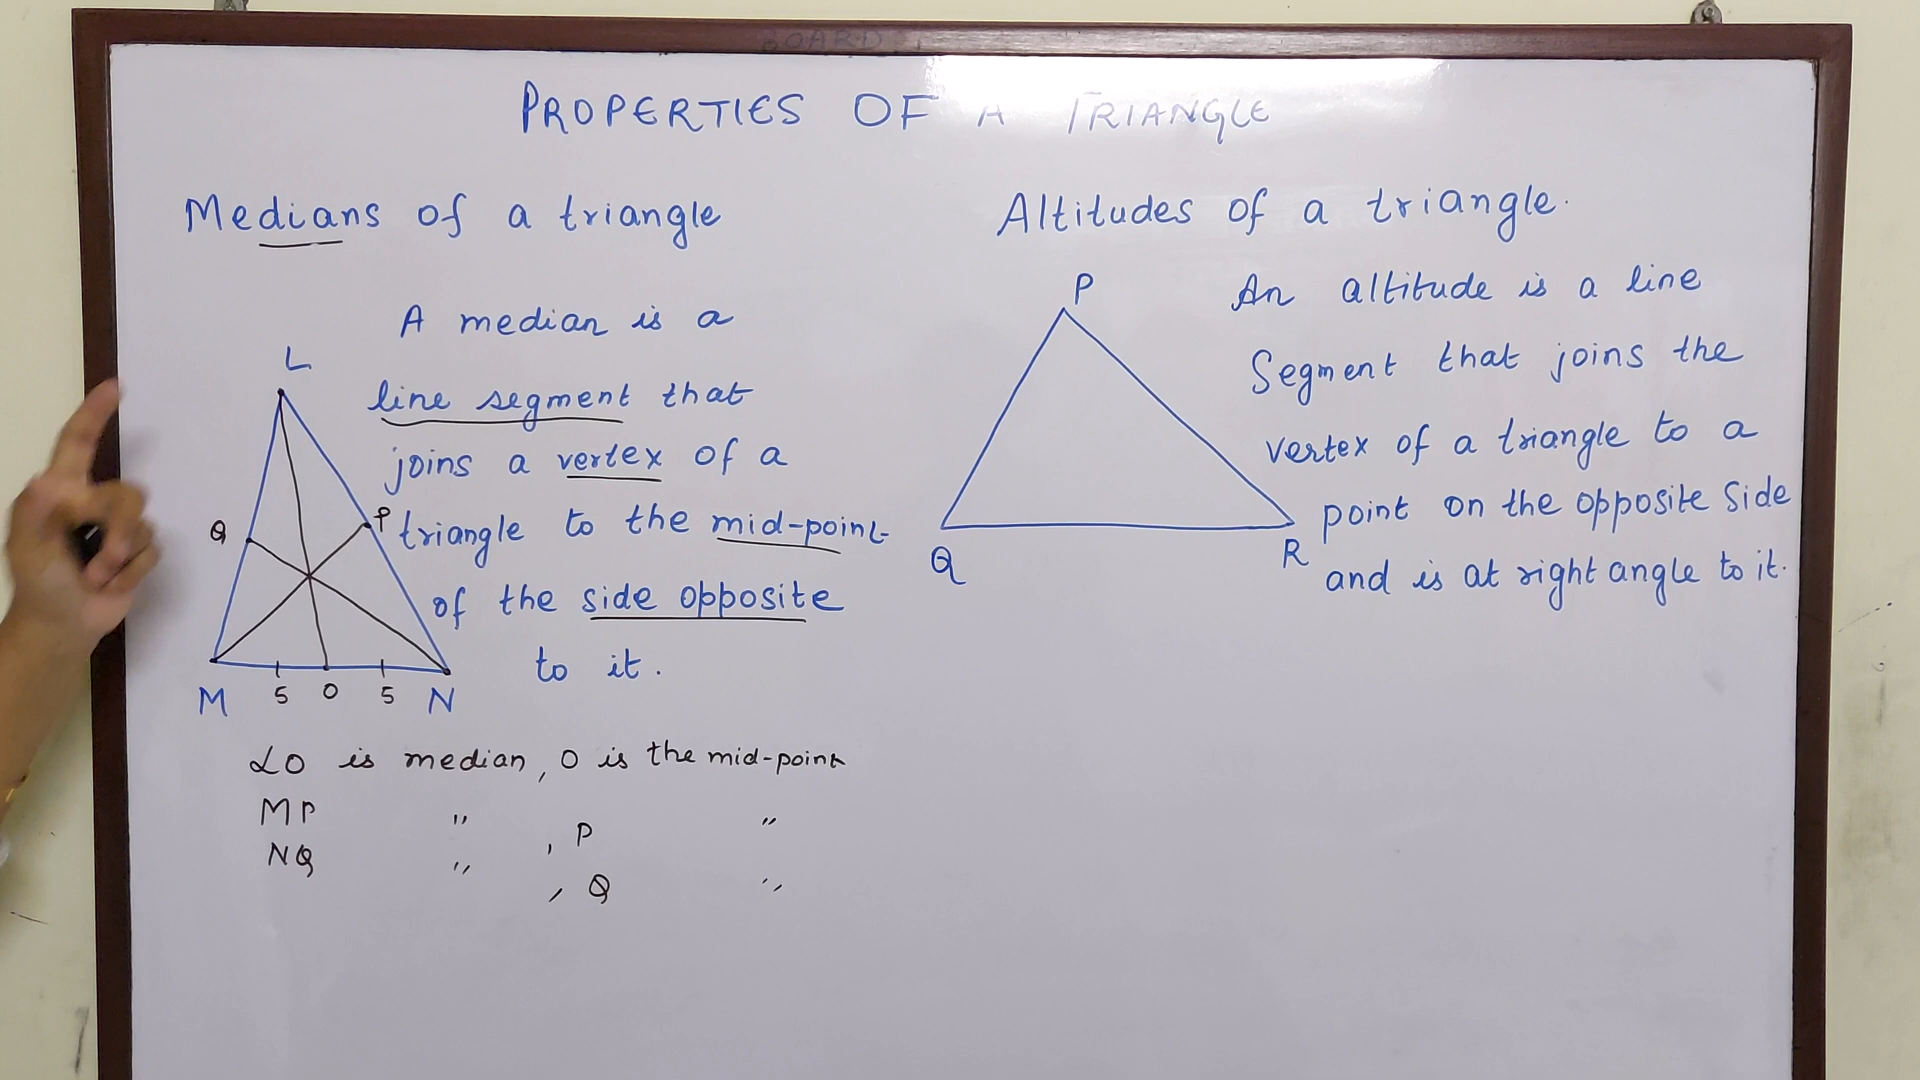 BOARD
PROPERTIES OF A TRIANGLE
Medians of a triangle
A median is a
line segment that
joins a vertex of a
triangle to the mid-point
of the side opposite
to it.
L
Q
P
M 5 O 5 N
LO is median, O is the mid-point
MP " , P "
NQ " , Q "
Altitudes of a triangle.
P
Q
R
An altitude is a line
Segment that joins the
vertex of a triangle to a
point on the opposite side
and is at right angle to it.